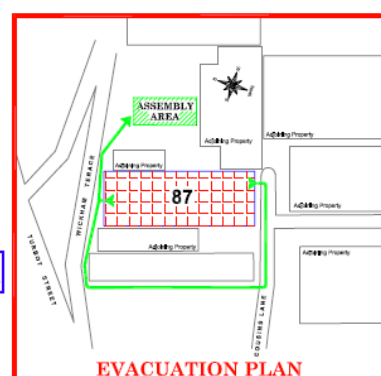 ASSEMBLY
AREA
Adjoining Property
Adjoining Property
Adjoining Property
Adjoining Property
87
WICKHAM TERRACE
Adjoining Property
Adjoining Property
TURBOT STREET
COUSINS LANE
EVACUATION PLAN